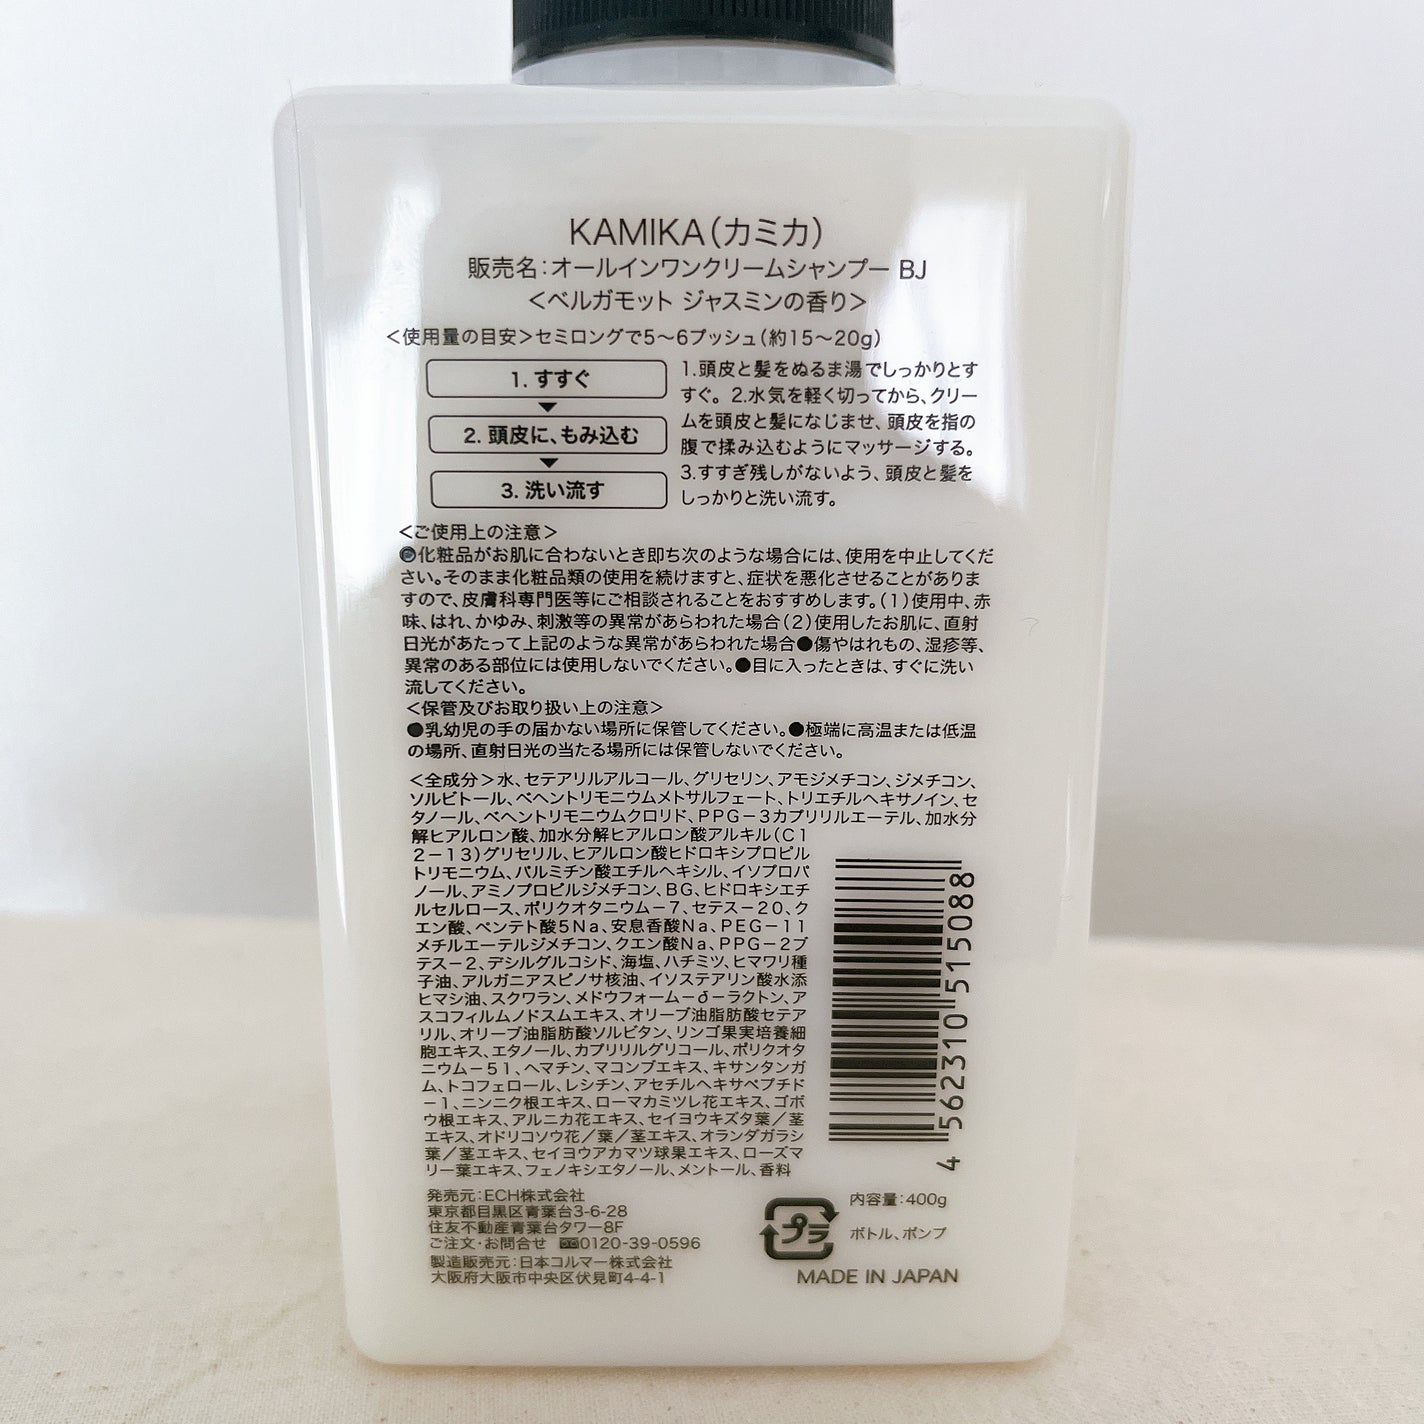 KAMIKA(カミカ)
販売名:オールインワンクリームシャンプー BJ
<ベルガモット ジャスミンの香り>
<使用量の目安>セミロングで5〜6プッシュ(約15〜20g)
1. すすぐ
2. 頭皮に、もみ込む
3. 洗い流す
1.頭皮と髪をぬるま湯でしっかりとす
すぐ。2.水気を軽く切ってから、クリー
ムを頭皮と髪になじませ、頭皮を指の
腹で揉み込むようにマッサージする。
3.すすぎ残しがないよう、頭皮と髪を
しっかりと洗い流す。
<ご使用上の注意>
●化粧品がお肌に合わないとき即ち次のような場合には、使用を中止してくだ
さい。そのまま化粧品類の使用を続けますと、症状を悪化させることがありま
すので、皮膚科専門医等にご相談されることをおすすめします。(1)使用中、赤
味、はれ、かゆみ、刺激等の異常があらわれた場合(2)使用したお肌に、直射
日光があたって上記のような異常があらわれた場合●傷やはれもの、湿疹等、
異常のある部位には使用しないでください。●目に入ったときは、すぐに洗い
流してください。
<保管及びお取り扱い上の注意>
●乳幼児の手の届かない場所に保管してください。●極端に高温または低温
の場所、直射日光の当たる場所には保管しないでください。
<全成分>水、セテアリルアルコール、グリセリン、アモジメチコン、ジメチコン、
ソルビトール、ベヘントリモニウムメトサルフェート、トリエチルヘキサノイン、セ
タノール、ベヘントリモニウムクロリド、PPG−3カプリリルエーテル、加水分
解ヒアルロン酸、加水分解ヒアルロン酸アルキル(C1
2−13)グリセリル、ヒアルロン酸ヒドロキシプロピル
トリモニウム、パルミチン酸エチルヘキシル、イソプロパ
ノール、アミノプロピルジメチコン、BG、ヒドロキシエチ
ルセルロース、ポリクオタニウム−7、セテス−20、ク
エン酸、ペンテト酸5Na、安息香酸Na、PEG−11
メチルエーテルジメチコン、クエン酸Na、PPG−2ブ
テス−2、デシルグルコシド、海塩、ハチミツ、ヒマワリ種
子油、アルガニアスピノサ核油、イソステアリン酸水添
ヒマシ油、スクワラン、メドウフォーム−δ−ラクトン、ア
スコフィルムノドスムエキス、オリーブ油脂肪酸セテア
リル、オリーブ油脂肪酸ソルビタン、リンゴ果実培養細
胞エキス、エタノール、カプリリルグリコール、ポリクオタ
ニウム−51、ヘマチン、マコンブエキス、キサンタンガ
ム、トコフェロール、レシチン、アセチルヘキサペプチド
−1、ニンニク根エキス、ローマカミツレ花エキス、ゴボ
ウ根エキス、アルニカ花エキス、セイヨウキズタ葉/茎
エキス、オドリコソウ花/葉/茎エキス、オランダガラシ
葉/茎エキス、セイヨウアカマツ球果エキス、ローズマ
リー葉エキス、フェノキシエタノール、メントール、香料
4 562310 515088
発売元:ECH株式会社
東京都目黒区青葉台3-6-28
住友不動産青葉台タワー8F
ご注文・お問合せ 0120-39-0596
製造販売元:日本コルマー株式会社
大阪府大阪市中央区伏見町4-4-1
プラ
内容量:400g
ボトル、ポンプ
MADE IN JAPAN